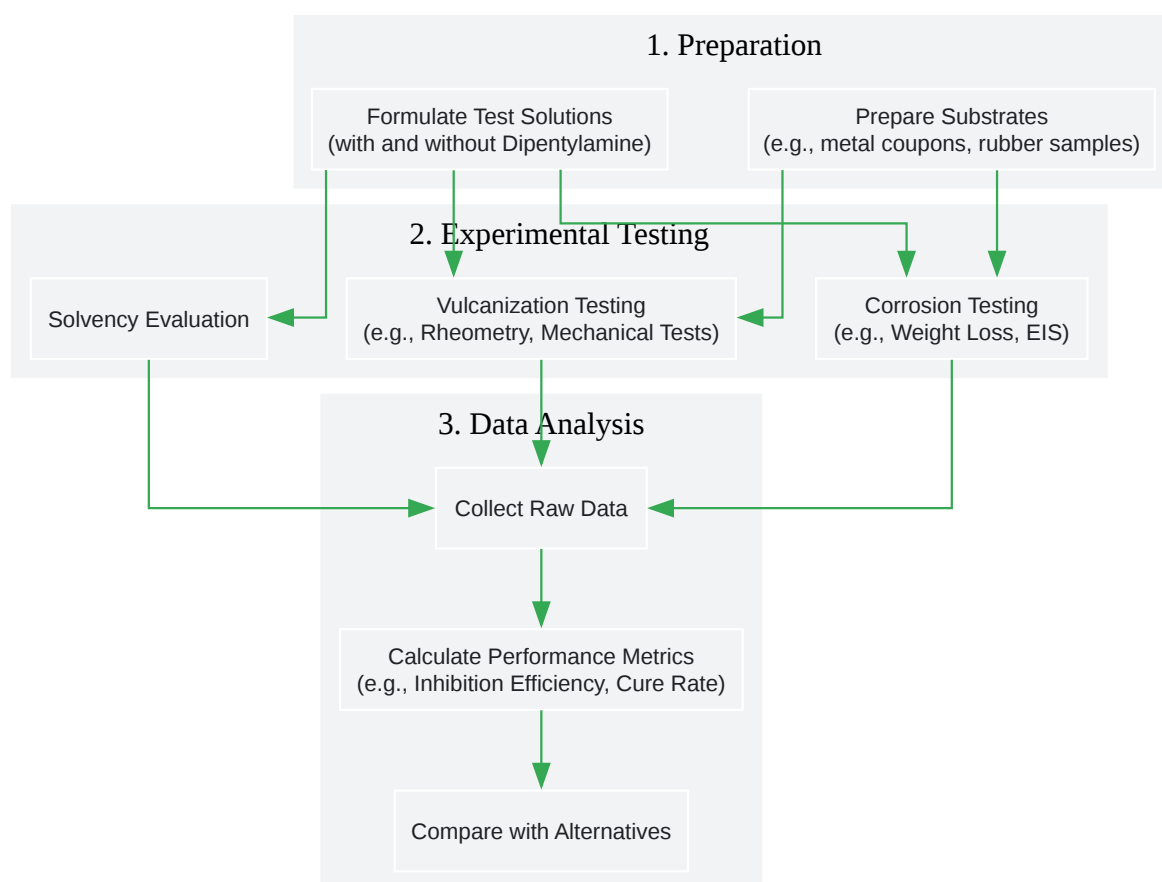 1. Preparation
Formulate Test Solutions
(with and without Dipentylamine)
Prepare Substrates
(e.g., metal coupons, rubber samples)
2. Experimental Testing
Solvency Evaluation
Vulcanization Testing
(e.g., Rheometry, Mechanical Tests)
Corrosion Testing
(e.g., Weight Loss, EIS)
3. Data Analysis
Collect Raw Data
Calculate Performance Metrics
(e.g., Inhibition Efficiency, Cure Rate)
Compare with Alternatives